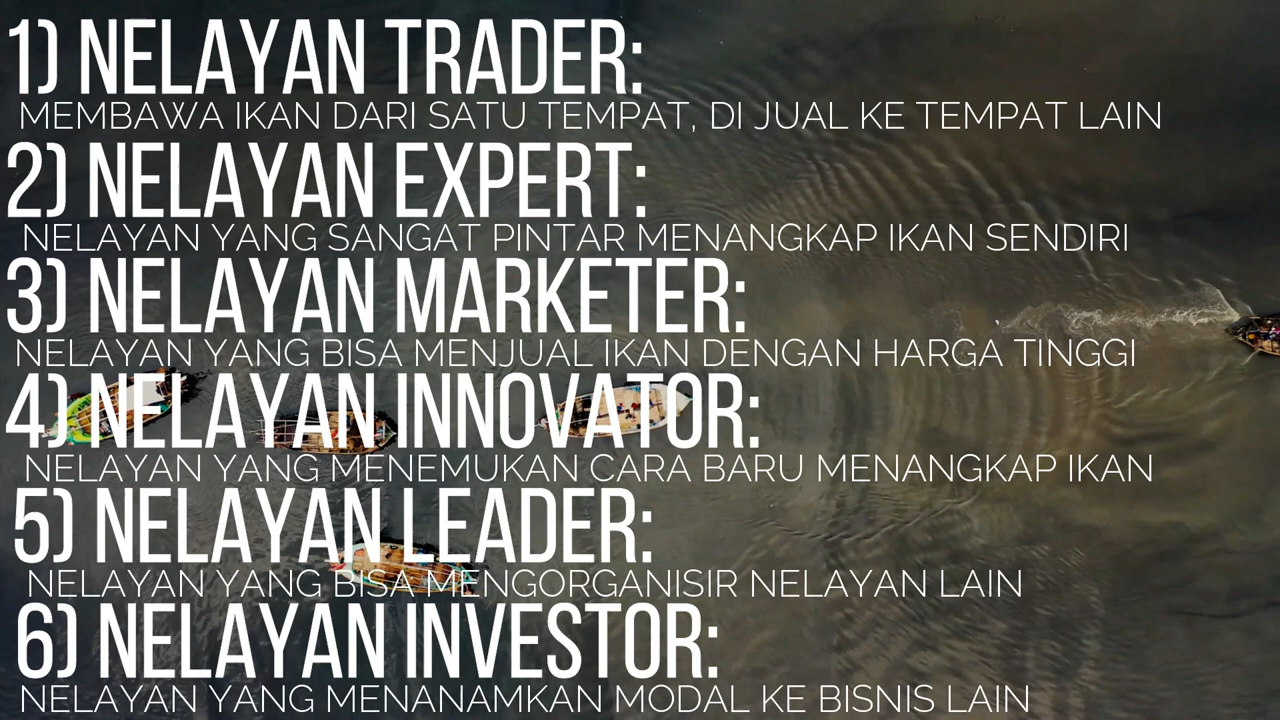 1) NELAYAN TRADER:
MEMBAWA IKAN DARI SATU TEMPAT, DI JUAL KE TEMPAT LAIN
2) NELAYAN EXPERT:
NELAYAN YANG SANGAT PINTAR MENANGKAP IKAN SENDIRI
3) NELAYAN MARKETER:
NELAYAN YANG BISA MENJUAL IKAN DENGAN HARGA TINGGI
4) NELAYAN INNOVATOR:
NELAYAN YANG MENEMUKAN CARA BARU MENANGKAP IKAN
5) NELAYAN LEADER:
NELAYAN YANG BISA MENGORGANISIR NELAYAN LAIN
6) NELAYAN INVESTOR:
NELAYAN YANG MENANAMKAN MODAL KE BISNIS LAIN